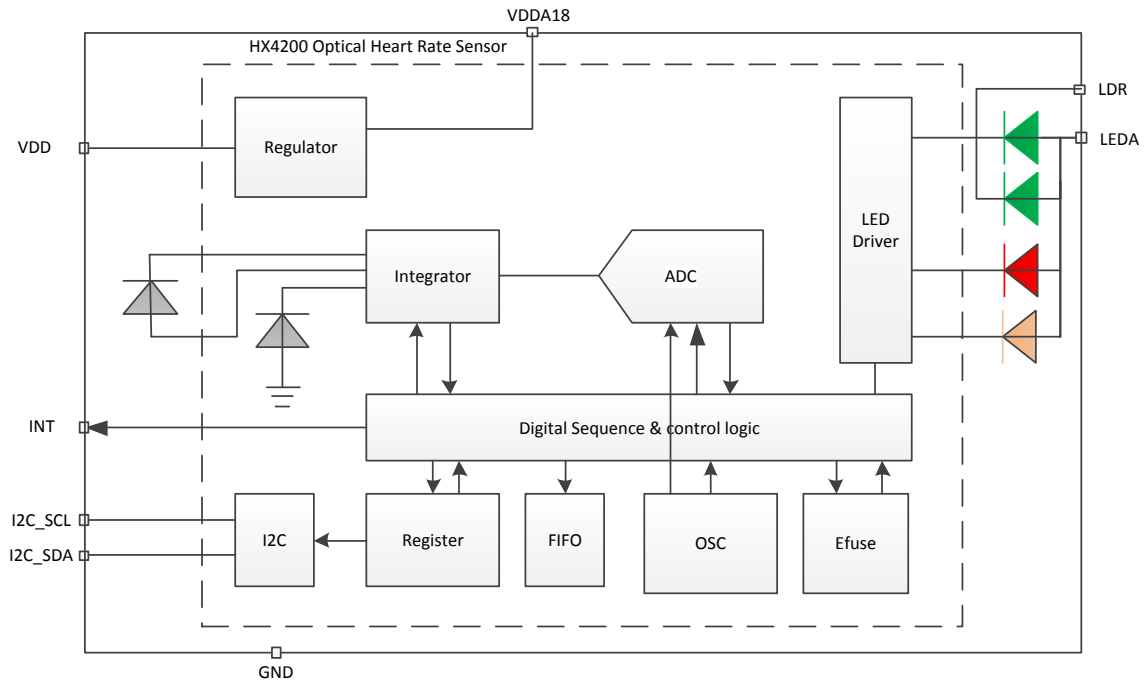 VDDA18
HX4200 Optical Heart Rate Sensor
LDR
VDD
Regulator
LEDA
LED
Driver
Integrator
ADC
INT
Digital Sequence & control logic
I2C_SCL
I2C_SDA
I2C
Register
FIFO
OSC
Efuse
GND